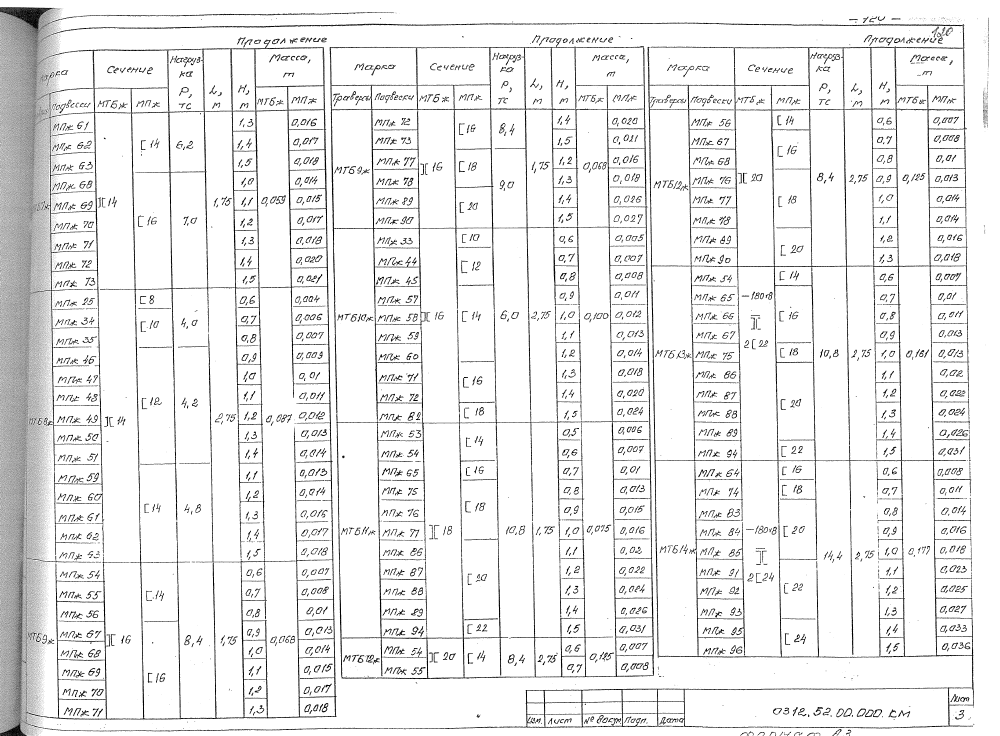 — 120 —
120
Продолжение
Марка Сечение Нагрузка Р, тс L, м H, м Масса, т
Подвески МТБж МПж МТБж МПж
МПж 61 1,3 0,016
МПж 62 [14 6,2 1,4 0,017
МПж 63 1,5 0,018
МПж 68 1,0 0,014
МПж 69 ][14 1,75 1,1 0,059 0,015
МПж 70 [16 7,0 1,2 0,017
МПж 71 1,3 0,018
МПж 72 1,4 0,020
МПж 73 1,5 0,021
МПж 25 [8 0,6 0,004
МПж 34 [10 4,0 0,7 0,006
МПж 35 0,8 0,007
МПж 46 0,9 0,009
МПж 47 1,0 0,01
МПж 48 [12 4,2 1,1 0,011
МТБ8ж МПж 49 ][14 2,75 1,2 0,087 0,012
МПж 50 1,3 0,013
МПж 51 1,4 0,014
МПж 59 1,1 0,013
МПж 60 1,2 0,014
МПж 61 [14 4,8 1,3 0,016
МПж 62 1,4 0,017
МПж 63 1,5 0,018
МПж 54 0,6 0,007
МПж 55 [14 0,7 0,008
МПж 56 0,8 0,01
МТБ9ж МПж 67 ][16 8,4 1,75 0,9 0,068 0,013
МПж 68 1,0 0,014
МПж 69 [16 1,1 0,015
МПж 70 1,2 0,017
МПж 71 1,3 0,018
Продолжение
Марка Сечение Нагрузка Р, тс L, м H, м масса, т
Траверсы Подвески МТБж МПж МТБж МПж
МПж 72 [16 8,4 1,4 0,020
МПж 73 1,5 0,021
МТБ9ж МПж 77 ][16 [18 1,75 1,2 0,068 0,016
МПж 78 9,0 1,3 0,018
МПж 89 [20 1,4 0,026
МПж 90 1,5 0,027
МПж 33 [10 0,6 0,005
МПж 44 [12 0,7 0,007
МПж 45 0,8 0,008
МПж 57 0,9 0,011
МТБ10ж МПж 58 ][16 [14 6,0 2,75 1,0 0,100 0,012
МПж 59 1,1 0,013
МПж 60 1,2 0,014
МПж 71 [16 1,3 0,018
МПж 72 1,4 0,020
МПж 82 [18 1,5 0,024
МПж 53 [14 0,5 0,006
МПж 54 0,6 0,007
МПж 65 [16 0,7 0,01
МПж 75 0,8 0,013
МПж 76 [18 0,9 0,015
МТБ11ж МПж 77 ][18 10,8 1,75 1,0 0,075 0,016
МПж 86 1,1 0,02
МПж 87 [20 1,2 0,022
МПж 88 1,3 0,024
МПж 89 1,4 0,026
МПж 94 [22 1,5 0,031
МТБ12ж МПж 54 ][20 [14 8,4 2,75 0,6 0,125 0,007
МПж 55 0,7 0,008
Продолжение
Марка Сечение Нагрузка Р, тс L, м H, м Масса, т
Траверсы Подвески МТБж МПж МТБж МПж
МПж 56 [14 0,6 0,007
МПж 67 [16 0,7 0,008
МПж 68 0,8 0,01
МТБ12ж МПж 76 ][20 8,4 2,75 0,9 0,125 0,013
МПж 77 [18 1,0 0,014
МПж 78 1,1 0,014
МПж 89 [20 1,2 0,016
МПж 90 1,3 0,018
МПж 54 [14 0,6 0,007
МПж 65 —180×8 0,7 0,01
МПж 66 ][ [16 0,8 0,011
МПж 67 2[22 0,9 0,013
МТБ13ж МПж 75 [18 10,8 2,75 1,0 0,161 0,013
МПж 86 1,1 0,02
МПж 87 [20 1,2 0,022
МПж 88 1,3 0,024
МПж 89 1,4 0,026
МПж 94 [22 1,5 0,031
МПж 64 [16 0,6 0,008
МПж 74 [18 0,7 0,011
МПж 83 0,8 0,014
МПж 84 —180×8 [20 0,9 0,016
МТБ14ж МПж 85 ][ 14,4 2,75 1,0 0,177 0,018
МПж 91 2[24 1,1 0,023
МПж 92 [22 1,2 0,025
МПж 93 1,3 0,027
МПж 95 [24 1,4 0,033
МПж 96 1,5 0,036
Изм. Лист № докум Подп. Дата
0312.52.00.000.КМ
Лист
3
Формат А3